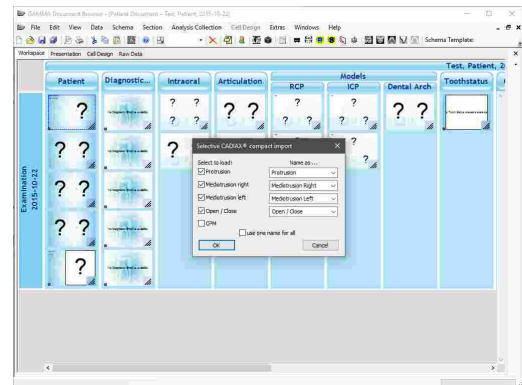 GAMMA Document Browser - [Patient Document - Test, Patient, 2015-10-22]
File Edit View Data Schema Section Analysis Collection Cell Design Extras Windows Help
Schema Template:
Workspace Presentation Cell Design Raw Data
Test, Patient, 2
Patient Diagnostic... Intraoral Articulation Models Toothstatus
RCP ICP Dental Arch
Examination
2015-10-22
Selective CADIAX® compact import
Select to load: Name as ...
Protrusion Protrusion
Mediotrusion right Mediotrusion Right
Mediotrusion left Mediotrusion Left
Open / Close Open / Close
CPM
use one name for all
OK Cancel